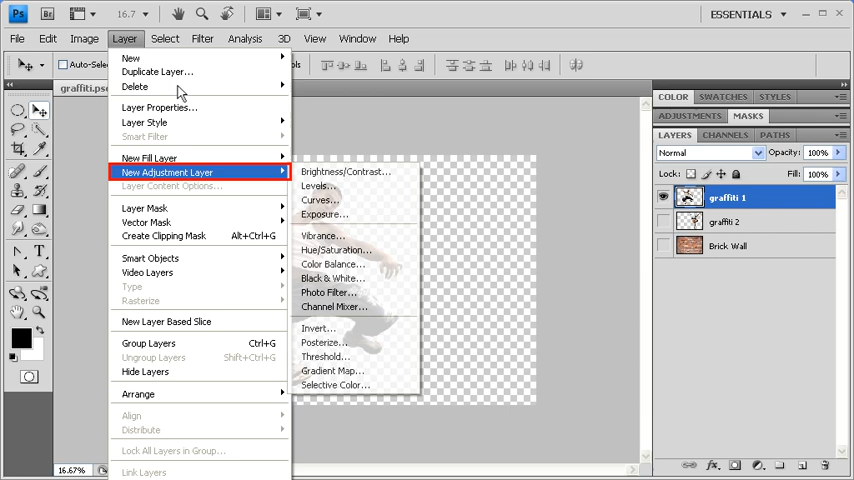 Ps Br 16.7 ESSENTIALS
File Edit Image Layer Select Filter Analysis 3D View Window Help
Auto-Selec
graffiti.psd
New
Duplicate Layer...
Delete
Layer Properties...
Layer Style
Smart Filter
New Fill Layer
New Adjustment Layer
Layer Content Options...
Layer Mask
Vector Mask
Create Clipping Mask Alt+Ctrl+G
Smart Objects
Video Layers
Type
Rasterize
New Layer Based Slice
Group Layers Ctrl+G
Ungroup Layers Shift+Ctrl+G
Hide Layers
Arrange
Align
Distribute
Lock All Layers in Group...
Link Layers
Brightness/Contrast...
Levels...
Curves...
Exposure...
Vibrance...
Hue/Saturation...
Color Balance...
Black & White...
Photo Filter...
Channel Mixer...
Invert...
Posterize...
Threshold...
Gradient Map...
Selective Color...
COLOR SWATCHES STYLES
ADJUSTMENTS MASKS
LAYERS CHANNELS PATHS
Normal Opacity: 100%
Lock: Fill: 100%
graffiti 1
graffiti 2
Brick Wall
16.67%